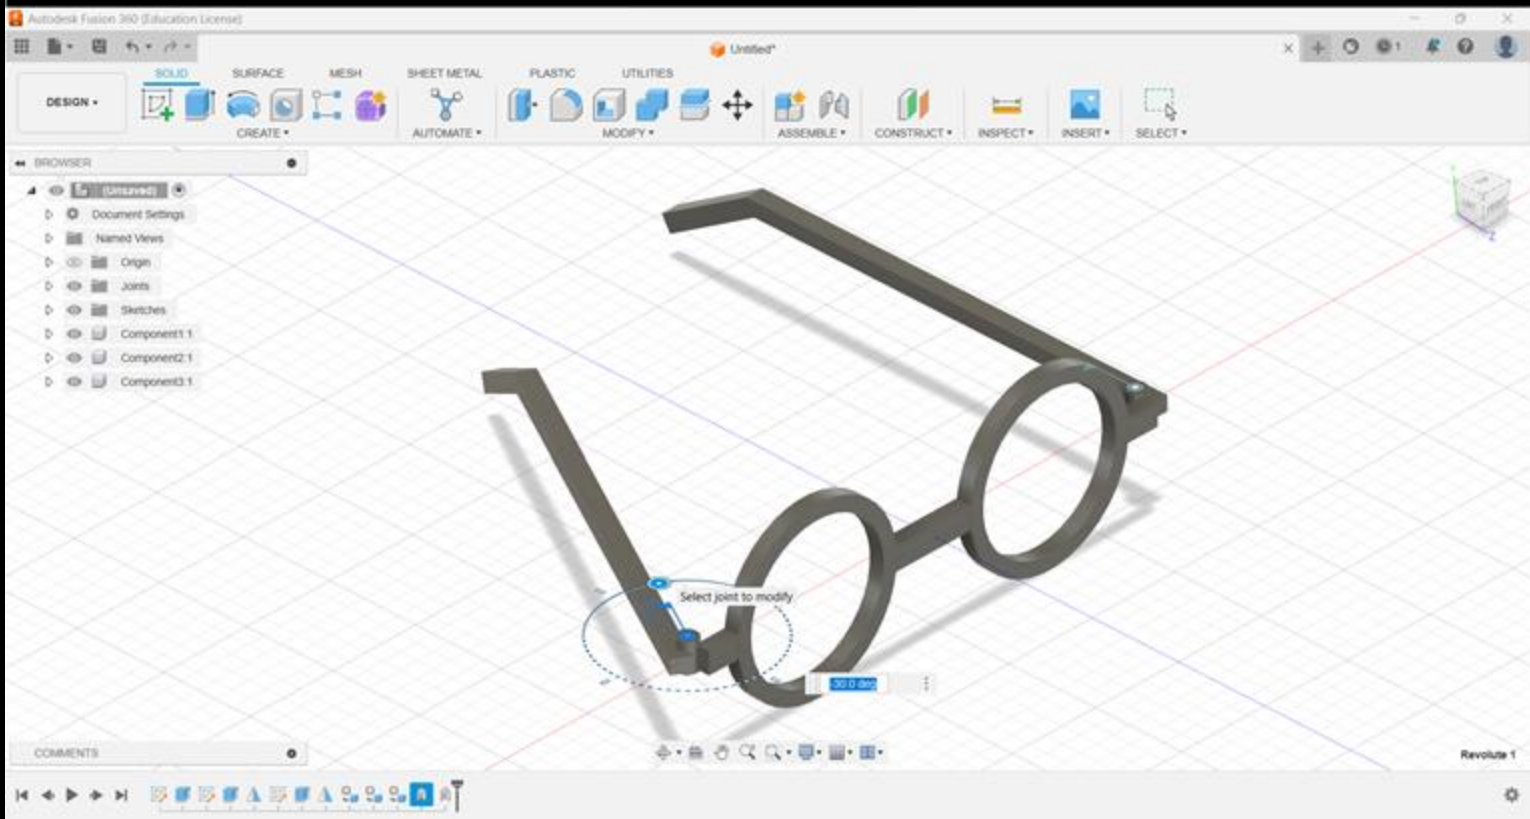 Autodesk Fusion 360 (Education License)
Untitled*
1
DESIGN
SOLID
SURFACE
MESH
SHEET METAL
PLASTIC
UTILITIES
CREATE
AUTOMATE
MODIFY
ASSEMBLE
CONSTRUCT
INSPECT
INSERT
SELECT
BROWSER
(Unsaved)
Document Settings
Named Views
Origin
Joints
Sketches
Component1:1
Component2:1
Component3:1
Select joint to modify
-30.0 deg
Z
COMMENTS
Revolute 1